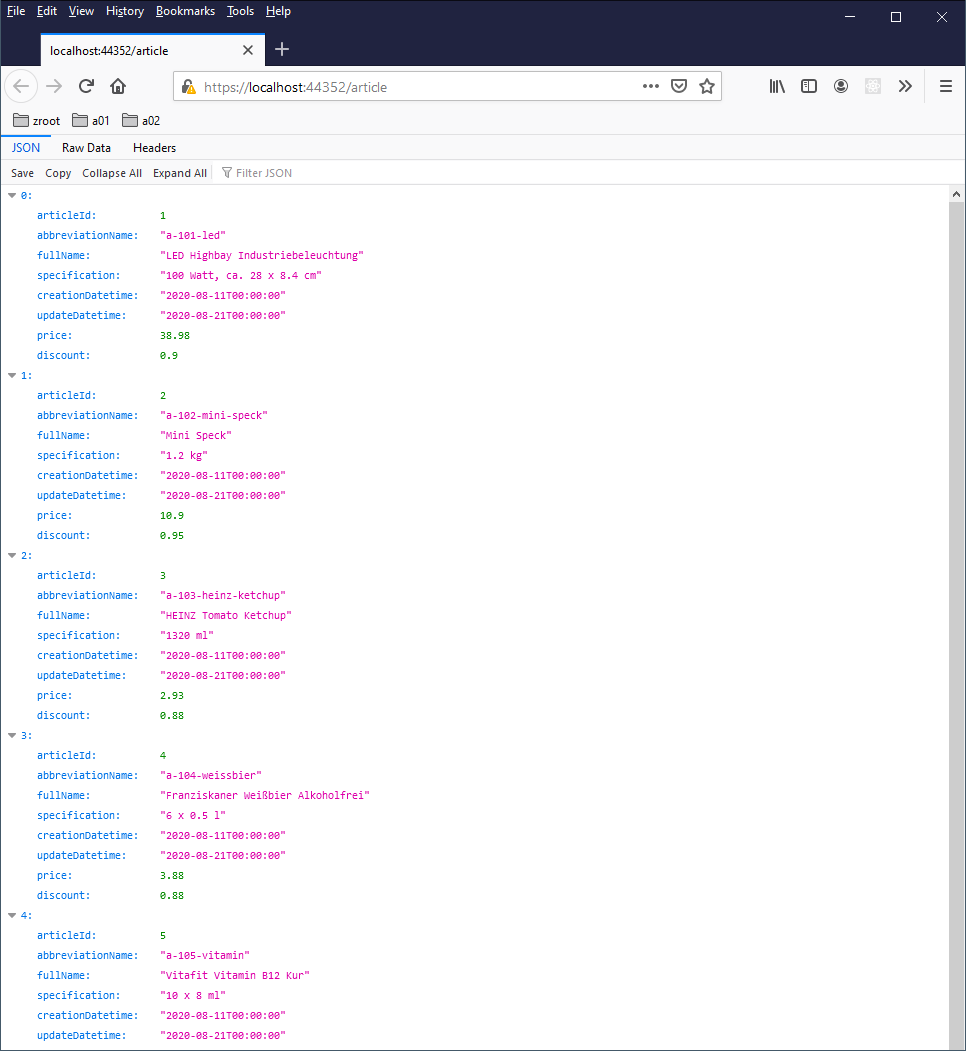 File Edit View History Bookmarks Tools Help
localhost:44352/article
https://localhost:44352/article
zroot a01 a02
JSON Raw Data Headers
Save Copy Collapse All Expand All Filter JSON
0:
articleId: 1
abbreviationName: "a-101-led"
fullName: "LED Highbay Industriebeleuchtung"
specification: "100 Watt, ca. 28 x 8.4 cm"
creationDatetime: "2020-08-11T00:00:00"
updateDatetime: "2020-08-21T00:00:00"
price: 38.98
discount: 0.9
1:
articleId: 2
abbreviationName: "a-102-mini-speck"
fullName: "Mini Speck"
specification: "1.2 kg"
creationDatetime: "2020-08-11T00:00:00"
updateDatetime: "2020-08-21T00:00:00"
price: 10.9
discount: 0.95
2:
articleId: 3
abbreviationName: "a-103-heinz-ketchup"
fullName: "HEINZ Tomato Ketchup"
specification: "1320 ml"
creationDatetime: "2020-08-11T00:00:00"
updateDatetime: "2020-08-21T00:00:00"
price: 2.93
discount: 0.88
3:
articleId: 4
abbreviationName: "a-104-weissbier"
fullName: "Franziskaner Weißbier Alkoholfrei"
specification: "6 x 0.5 l"
creationDatetime: "2020-08-11T00:00:00"
updateDatetime: "2020-08-21T00:00:00"
price: 3.88
discount: 0.88
4:
articleId: 5
abbreviationName: "a-105-vitamin"
fullName: "Vitafit Vitamin B12 Kur"
specification: "10 x 8 ml"
creationDatetime: "2020-08-11T00:00:00"
updateDatetime: "2020-08-21T00:00:00"